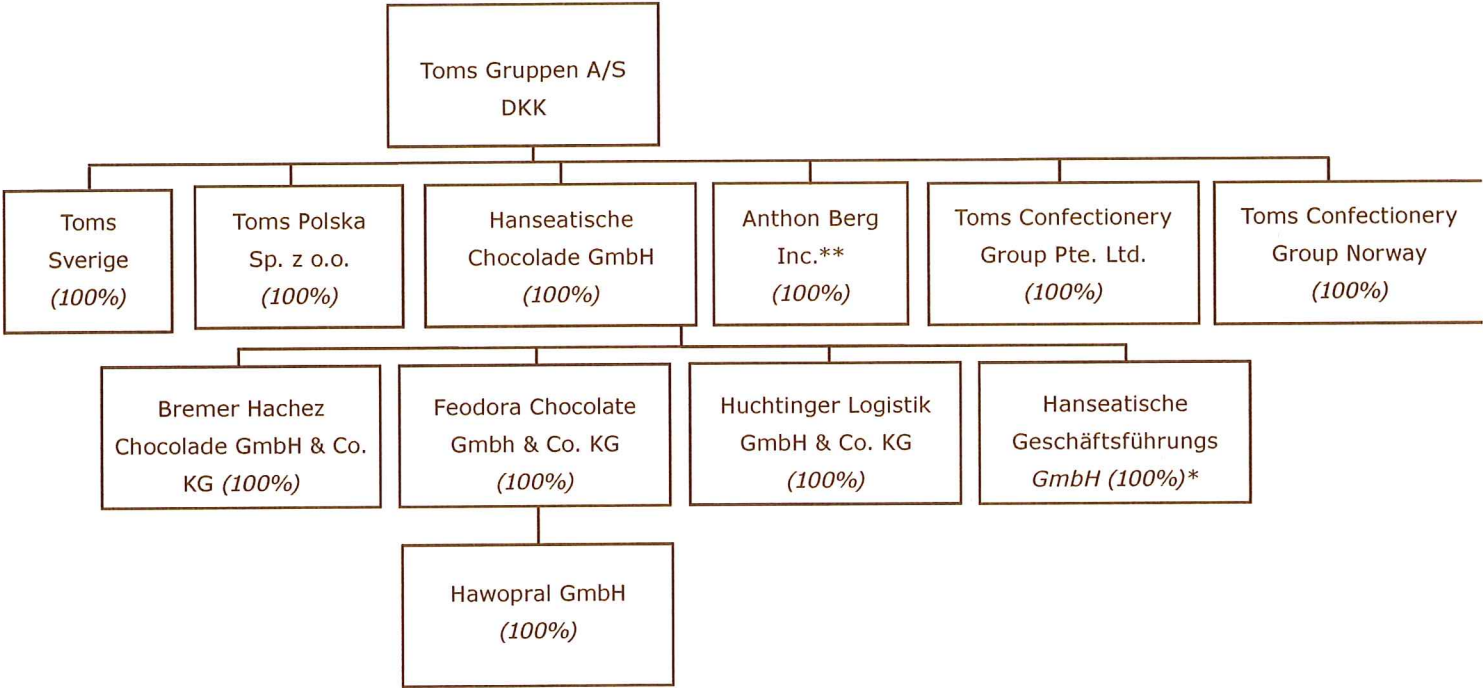 Toms Gruppen A/S
DKK
Toms
Sverige
(100%)
Toms Polska
Sp. z o.o.
(100%)
Hanseatische
Chocolade GmbH
(100%)
Anthon Berg
Inc.**
(100%)
Toms Confectionery
Group Pte. Ltd.
(100%)
Toms Confectionery
Group Norway
(100%)
Bremer Hachez
Chocolade GmbH & Co.
KG (100%)
Feodora Chocolate
Gmbh & Co. KG
(100%)
Huchtinger Logistik
GmbH & Co. KG
(100%)
Hanseatische
Geschäftsführungs
GmbH (100%)*
Hawopral GmbH
(100%)